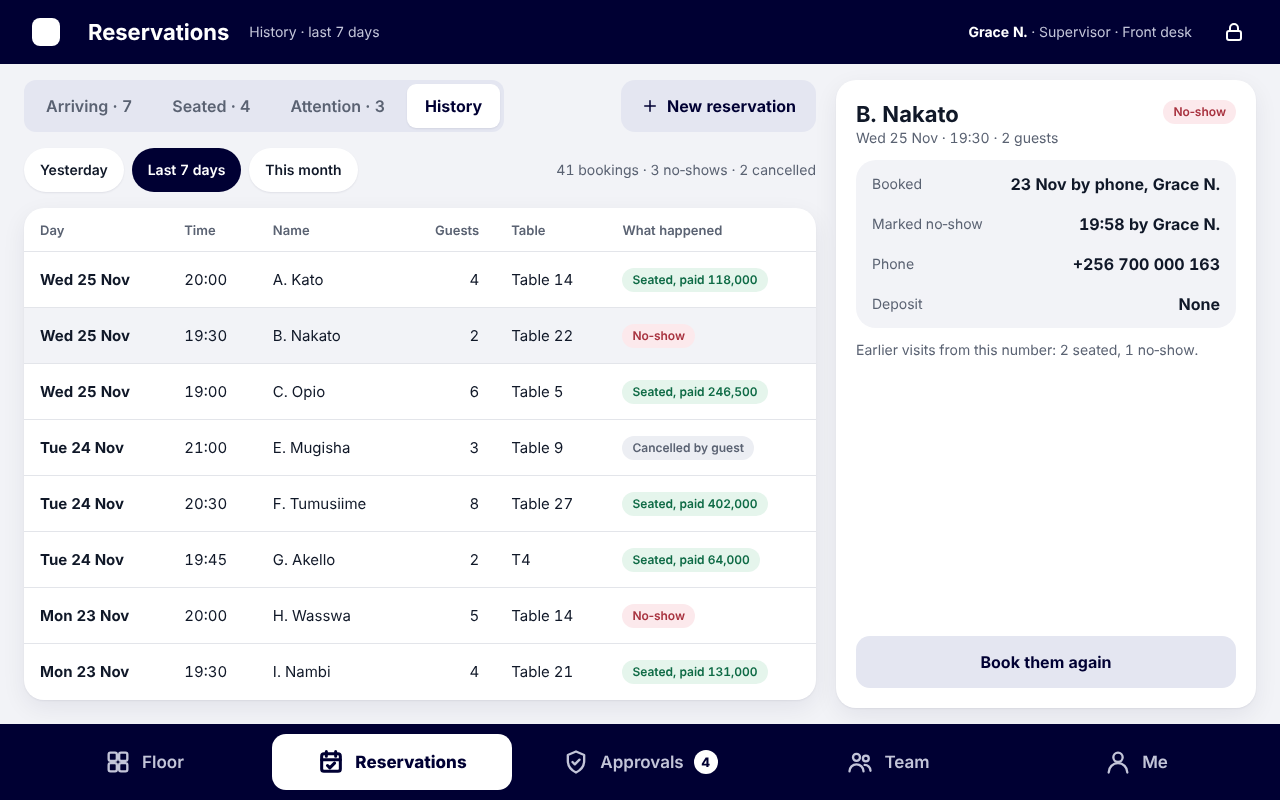 Reservations History · last 7 days Grace N. · Supervisor · Front desk
Arriving · 7 Seated · 4 Attention · 3 History + New reservation
Yesterday Last 7 days This month 41 bookings · 3 no-shows · 2 cancelled
Day Time Name Guests Table What happened
Wed 25 Nov 20:00 A. Kato 4 Table 14 Seated, paid 118,000
Wed 25 Nov 19:30 B. Nakato 2 Table 22 No-show
Wed 25 Nov 19:00 C. Opio 6 Table 5 Seated, paid 246,500
Tue 24 Nov 21:00 E. Mugisha 3 Table 9 Cancelled by guest
Tue 24 Nov 20:30 F. Tumusiime 8 Table 27 Seated, paid 402,000
Tue 24 Nov 19:45 G. Akello 2 T4 Seated, paid 64,000
Mon 23 Nov 20:00 H. Wasswa 5 Table 14 No-show
Mon 23 Nov 19:30 I. Nambi 4 Table 21 Seated, paid 131,000
B. Nakato No-show
Wed 25 Nov · 19:30 · 2 guests
Booked 23 Nov by phone, Grace N.
Marked no-show 19:58 by Grace N.
Phone +256 700 000 163
Deposit None
Earlier visits from this number: 2 seated, 1 no-show.
Book them again
Floor Reservations Approvals 4 Team Me